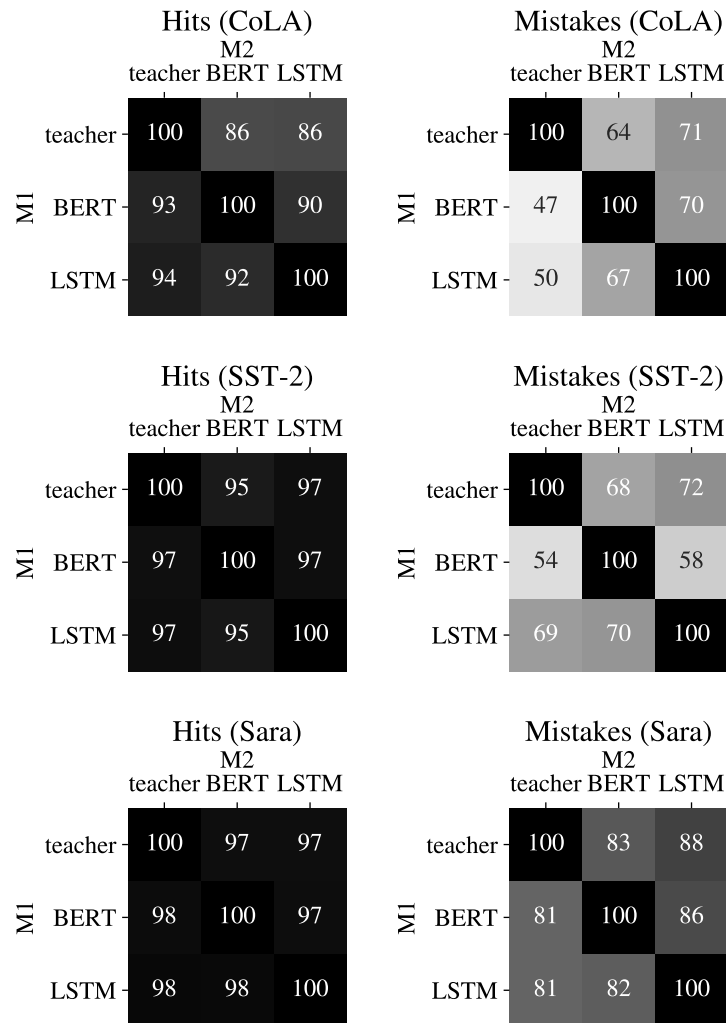 Hits (CoLA)
M2
teacher BERT LSTM
teacher 100 86 86
M1
BERT 93 100 90
LSTM 94 92 100
Mistakes (CoLA)
M2
teacher BERT LSTM
teacher 100 64 71
M1
BERT 47 100 70
LSTM 50 67 100
Hits (SST-2)
M2
teacher BERT LSTM
teacher 100 95 97
M1
BERT 97 100 97
LSTM 97 95 100
Mistakes (SST-2)
M2
teacher BERT LSTM
teacher 100 68 72
M1
BERT 54 100 58
LSTM 69 70 100
Hits (Sara)
M2
teacher BERT LSTM
teacher 100 97 97
M1
BERT 98 100 97
LSTM 98 98 100
Mistakes (Sara)
M2
teacher BERT LSTM
teacher 100 83 88
M1
BERT 81 100 86
LSTM 81 82 100